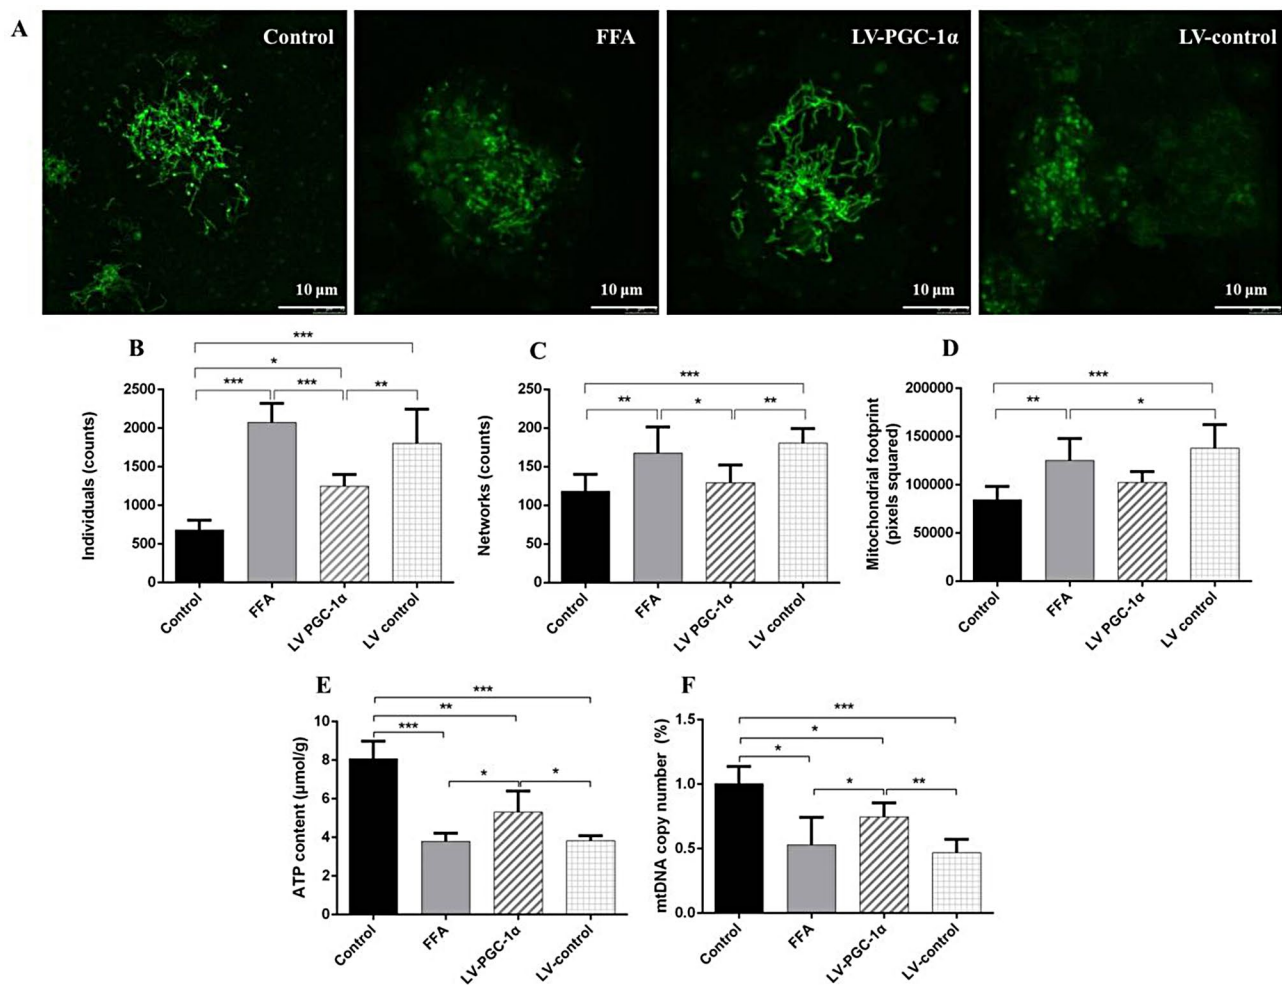 A
Control
FFA
LV-PGC-1α
LV-control
10 µm
10 µm
10 µm
10 µm
B
***
*
***
***
**
Individuals (counts)
2500
2000
1500
1000
500
0
Control
FFA
LV PGC-1α
LV control
C
***
**
*
**
Networks (counts)
250
200
150
100
50
0
Control
FFA
LV PGC-1α
LV control
D
***
**
*
Mitochondrial footprint
(pixels squared)
200000
150000
100000
50000
0
Control
FFA
LV PGC-1α
LV control
E
***
**
***
*
*
ATP content (µmol/g)
10
8
6
4
2
0
Control
FFA
LV-PGC-1α
LV-control
F
***
*
*
*
**
mtDNA copy number (%)
1.5
1.0
0.5
0.0
Control
FFA
LV-PGC-1α
LV-control